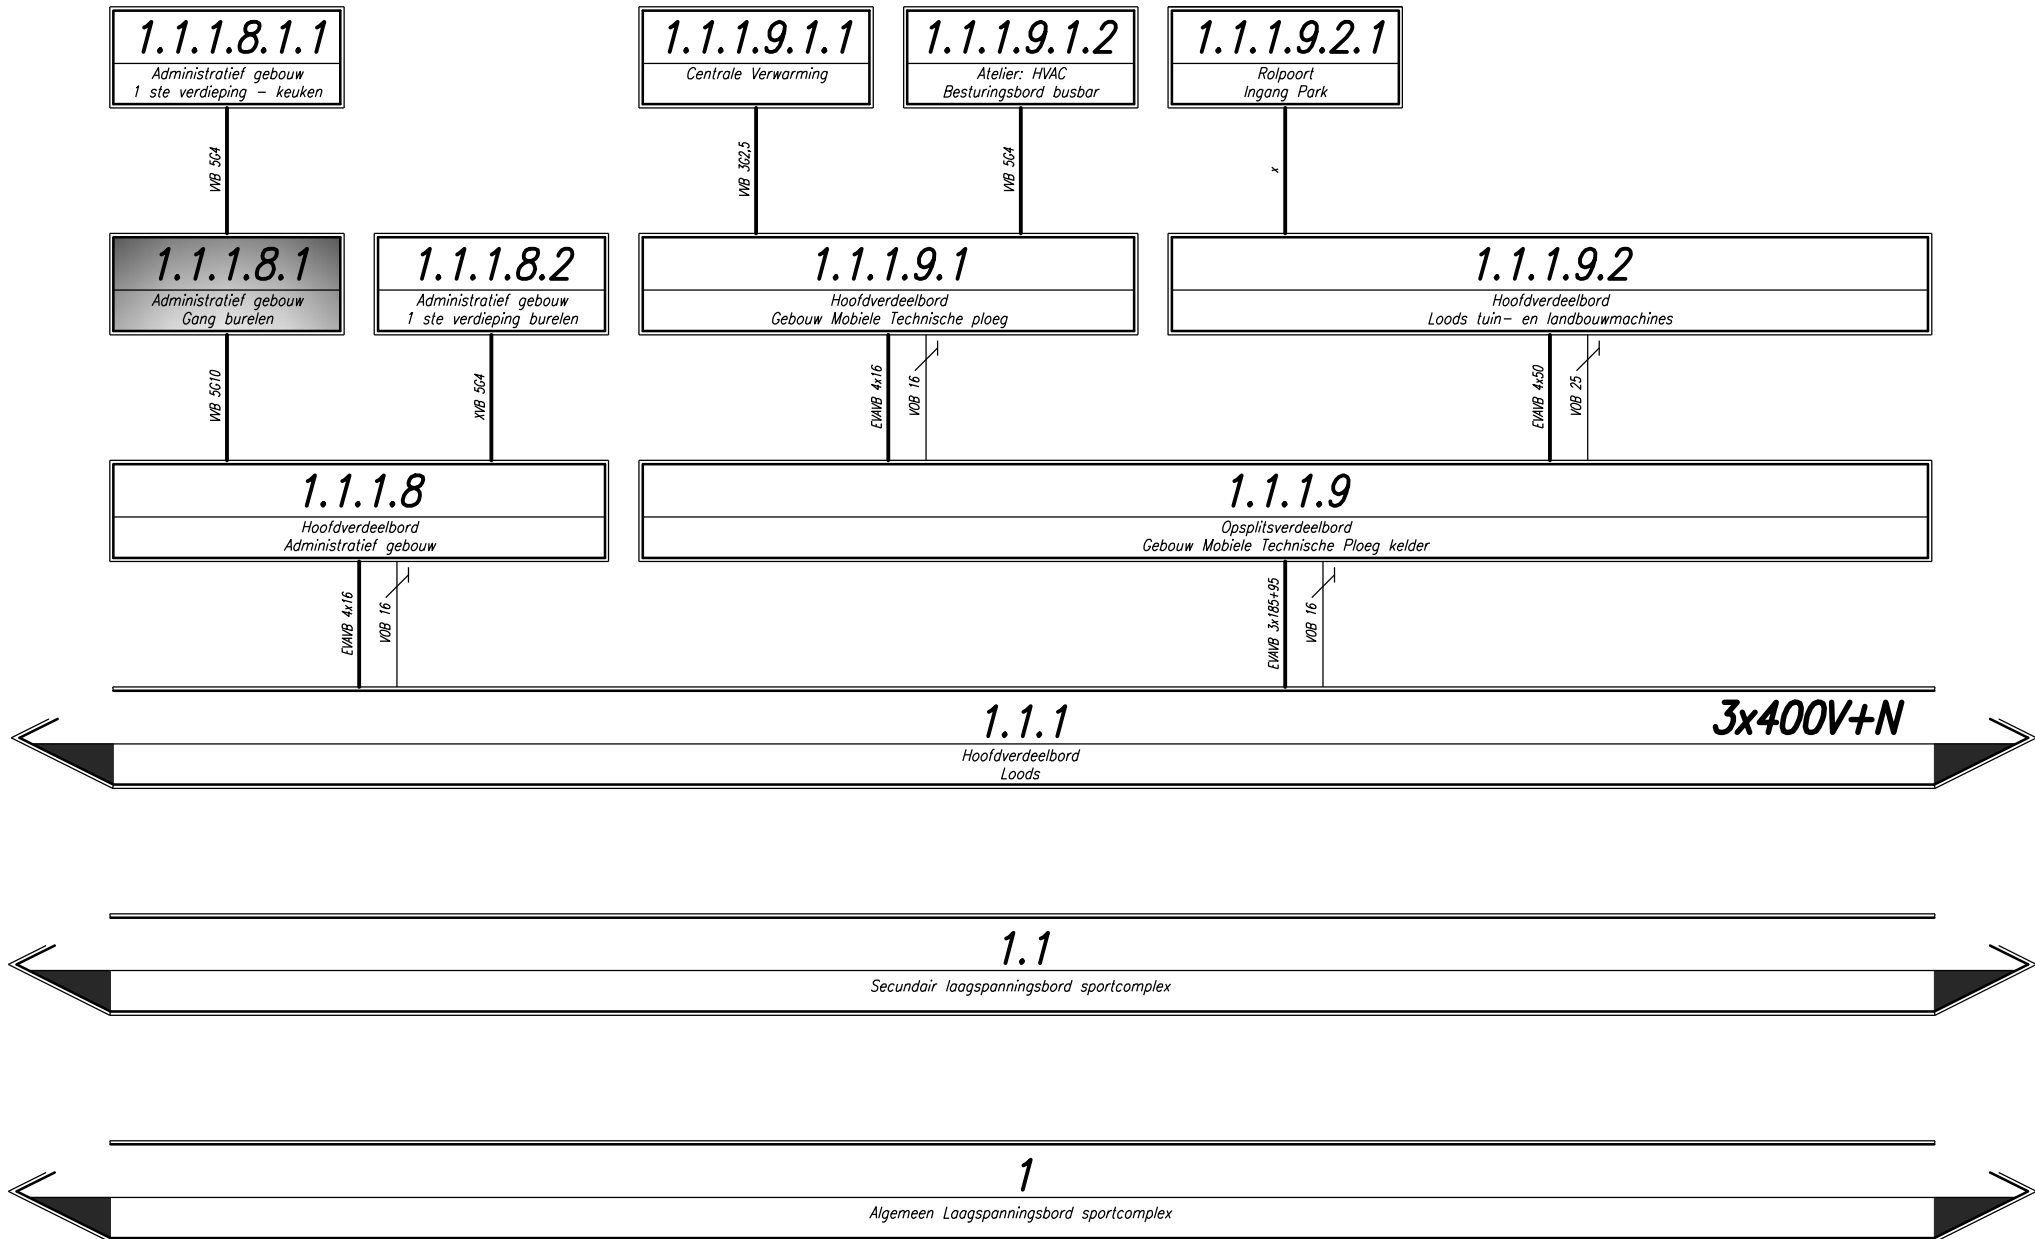 1.1.1.8.1.1
Administratief gebouw
1 ste verdieping - keuken
1.1.1.9.1.1
Centrale Verwarming
1.1.1.9.1.2
Atelier: HVAC
Besturingsbord busbar
1.1.1.9.2.1
Rolpoort
Ingang Park
VVB 5G4
VVB 3G2,5
VVB 5G4
x
1.1.1.8.1
Administratief gebouw
Gang burelen
1.1.1.8.2
Administratief gebouw
1 ste verdieping burelen
1.1.1.9.1
Hoofdverdeelbord
Gebouw Mobiele Technische ploeg
1.1.1.9.2
Hoofdverdeelbord
Loods tuin- en landbouwmachines
VVB 5G10
XVB 5G4
EVAVB 4x16
VOB 16
EVAVB 4x50
VOB 25
1.1.1.8
Hoofdverdeelbord
Administratief gebouw
1.1.1.9
Opsplitsverdeelbord
Gebouw Mobiele Technische Ploeg kelder
EVAVB 4x16
VOB 16
EVAVB 3x185+95
VOB 16
1.1.1
3x400V+N
Hoofdverdeelbord
Loods
1.1
Secundair laagspanningsbord sportcomplex
1
Algemeen Laagspanningsbord sportcomplex